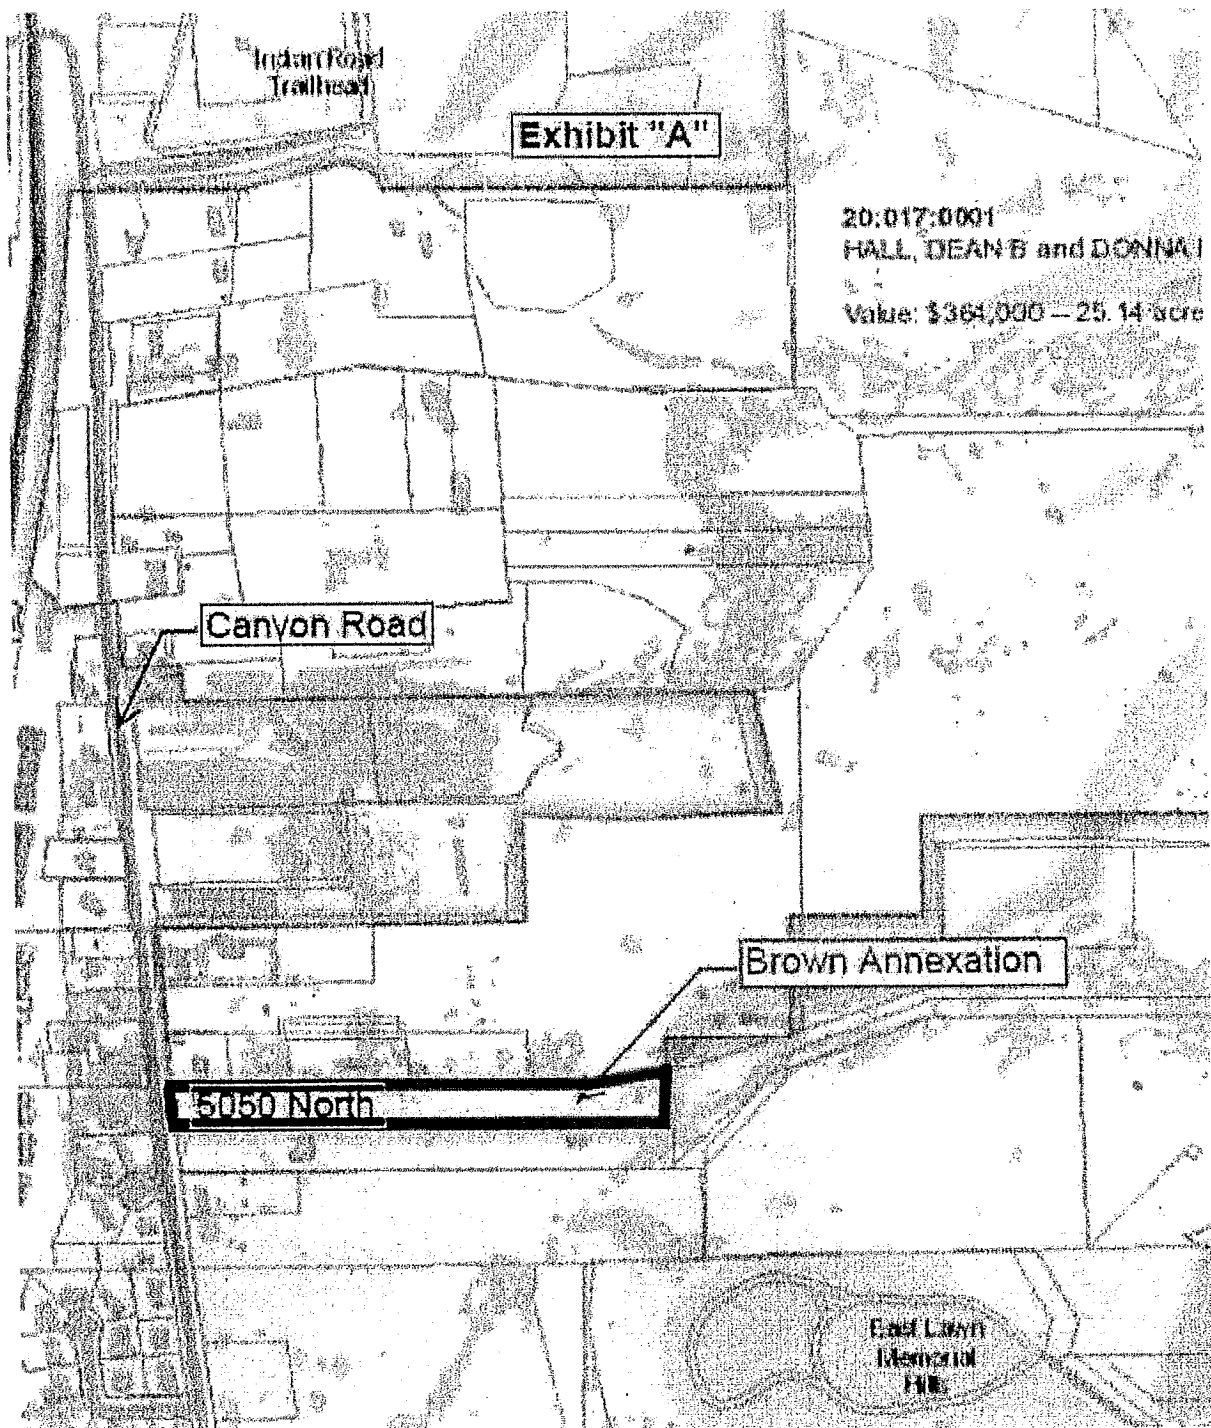 Indian Road
Trailhead
Exhibit "A"
20:017:0001
HALL, DEAN B and DONNA
Value: $364,000 – 25.14 acre
Canyon Road
Brown Annexation
5050 North
East Lawn
Memorial
Hills